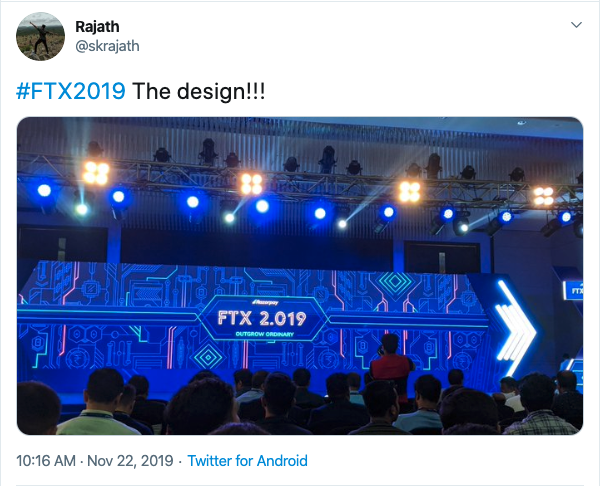 Rajath
@skrajath
#FTX2019 The design!!!
Razorpay
FTX 2.019
OUTGROW ORDINARY
FTX
10:16 AM · Nov 22, 2019 · Twitter for Android